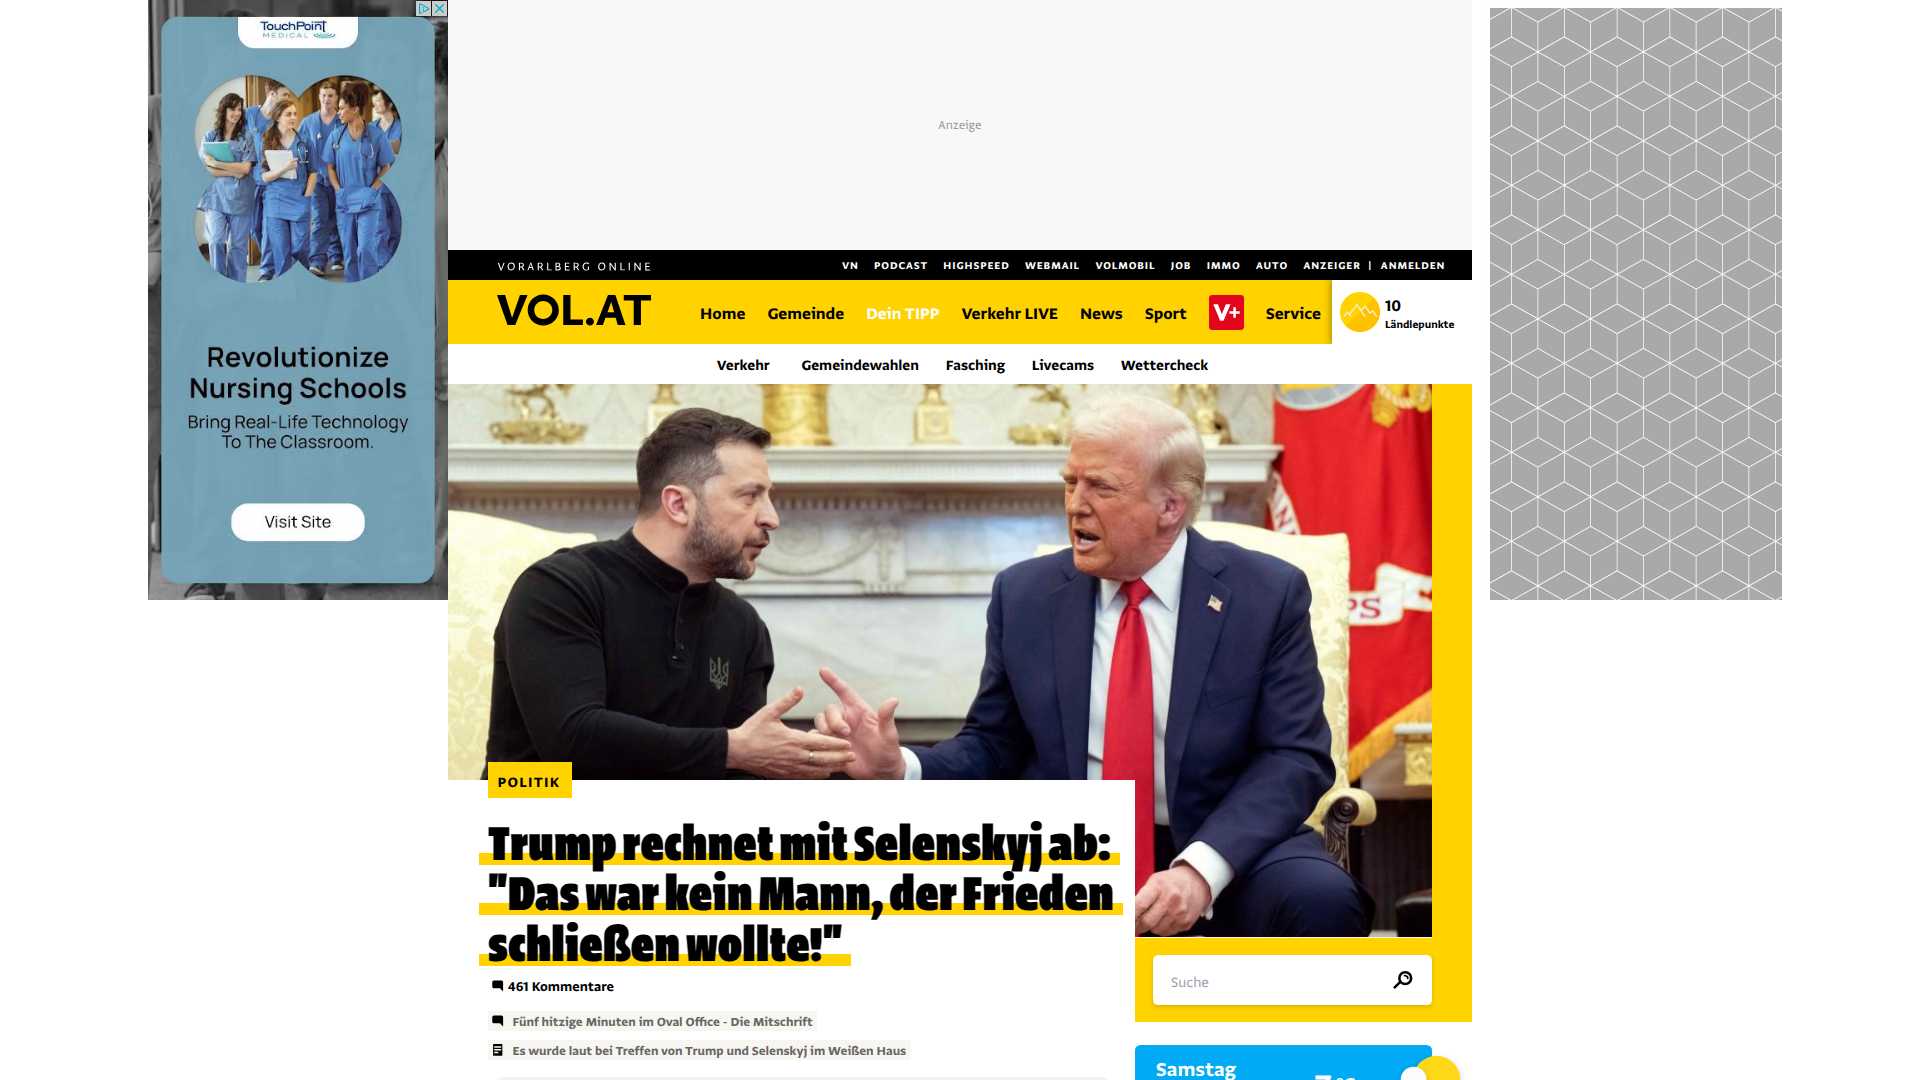 TouchPoint
MEDICAL
Revolutionize
Nursing Schools
Bring Real-Life Technology
To The Classroom.
Visit Site
Anzeige
VORARLBERG ONLINE
VN PODCAST HIGHSPEED WEBMAIL VOLMOBIL JOB IMMO AUTO ANZEIGER | ANMELDEN
VOL.AT
Home Gemeinde Dein TIPP Verkehr LIVE News Sport V+ Service
10
Ländlepunkte
Verkehr Gemeindewahlen Fasching Livecams Wettercheck
POLITIK
Trump rechnet mit Selenskyj ab:
"Das war kein Mann, der Frieden
schließen wollte!"
461 Kommentare
Fünf hitzige Minuten im Oval Office - Die Mitschrift
Es wurde laut bei Treffen von Trump und Selenskyj im Weißen Haus
Suche
Samstag